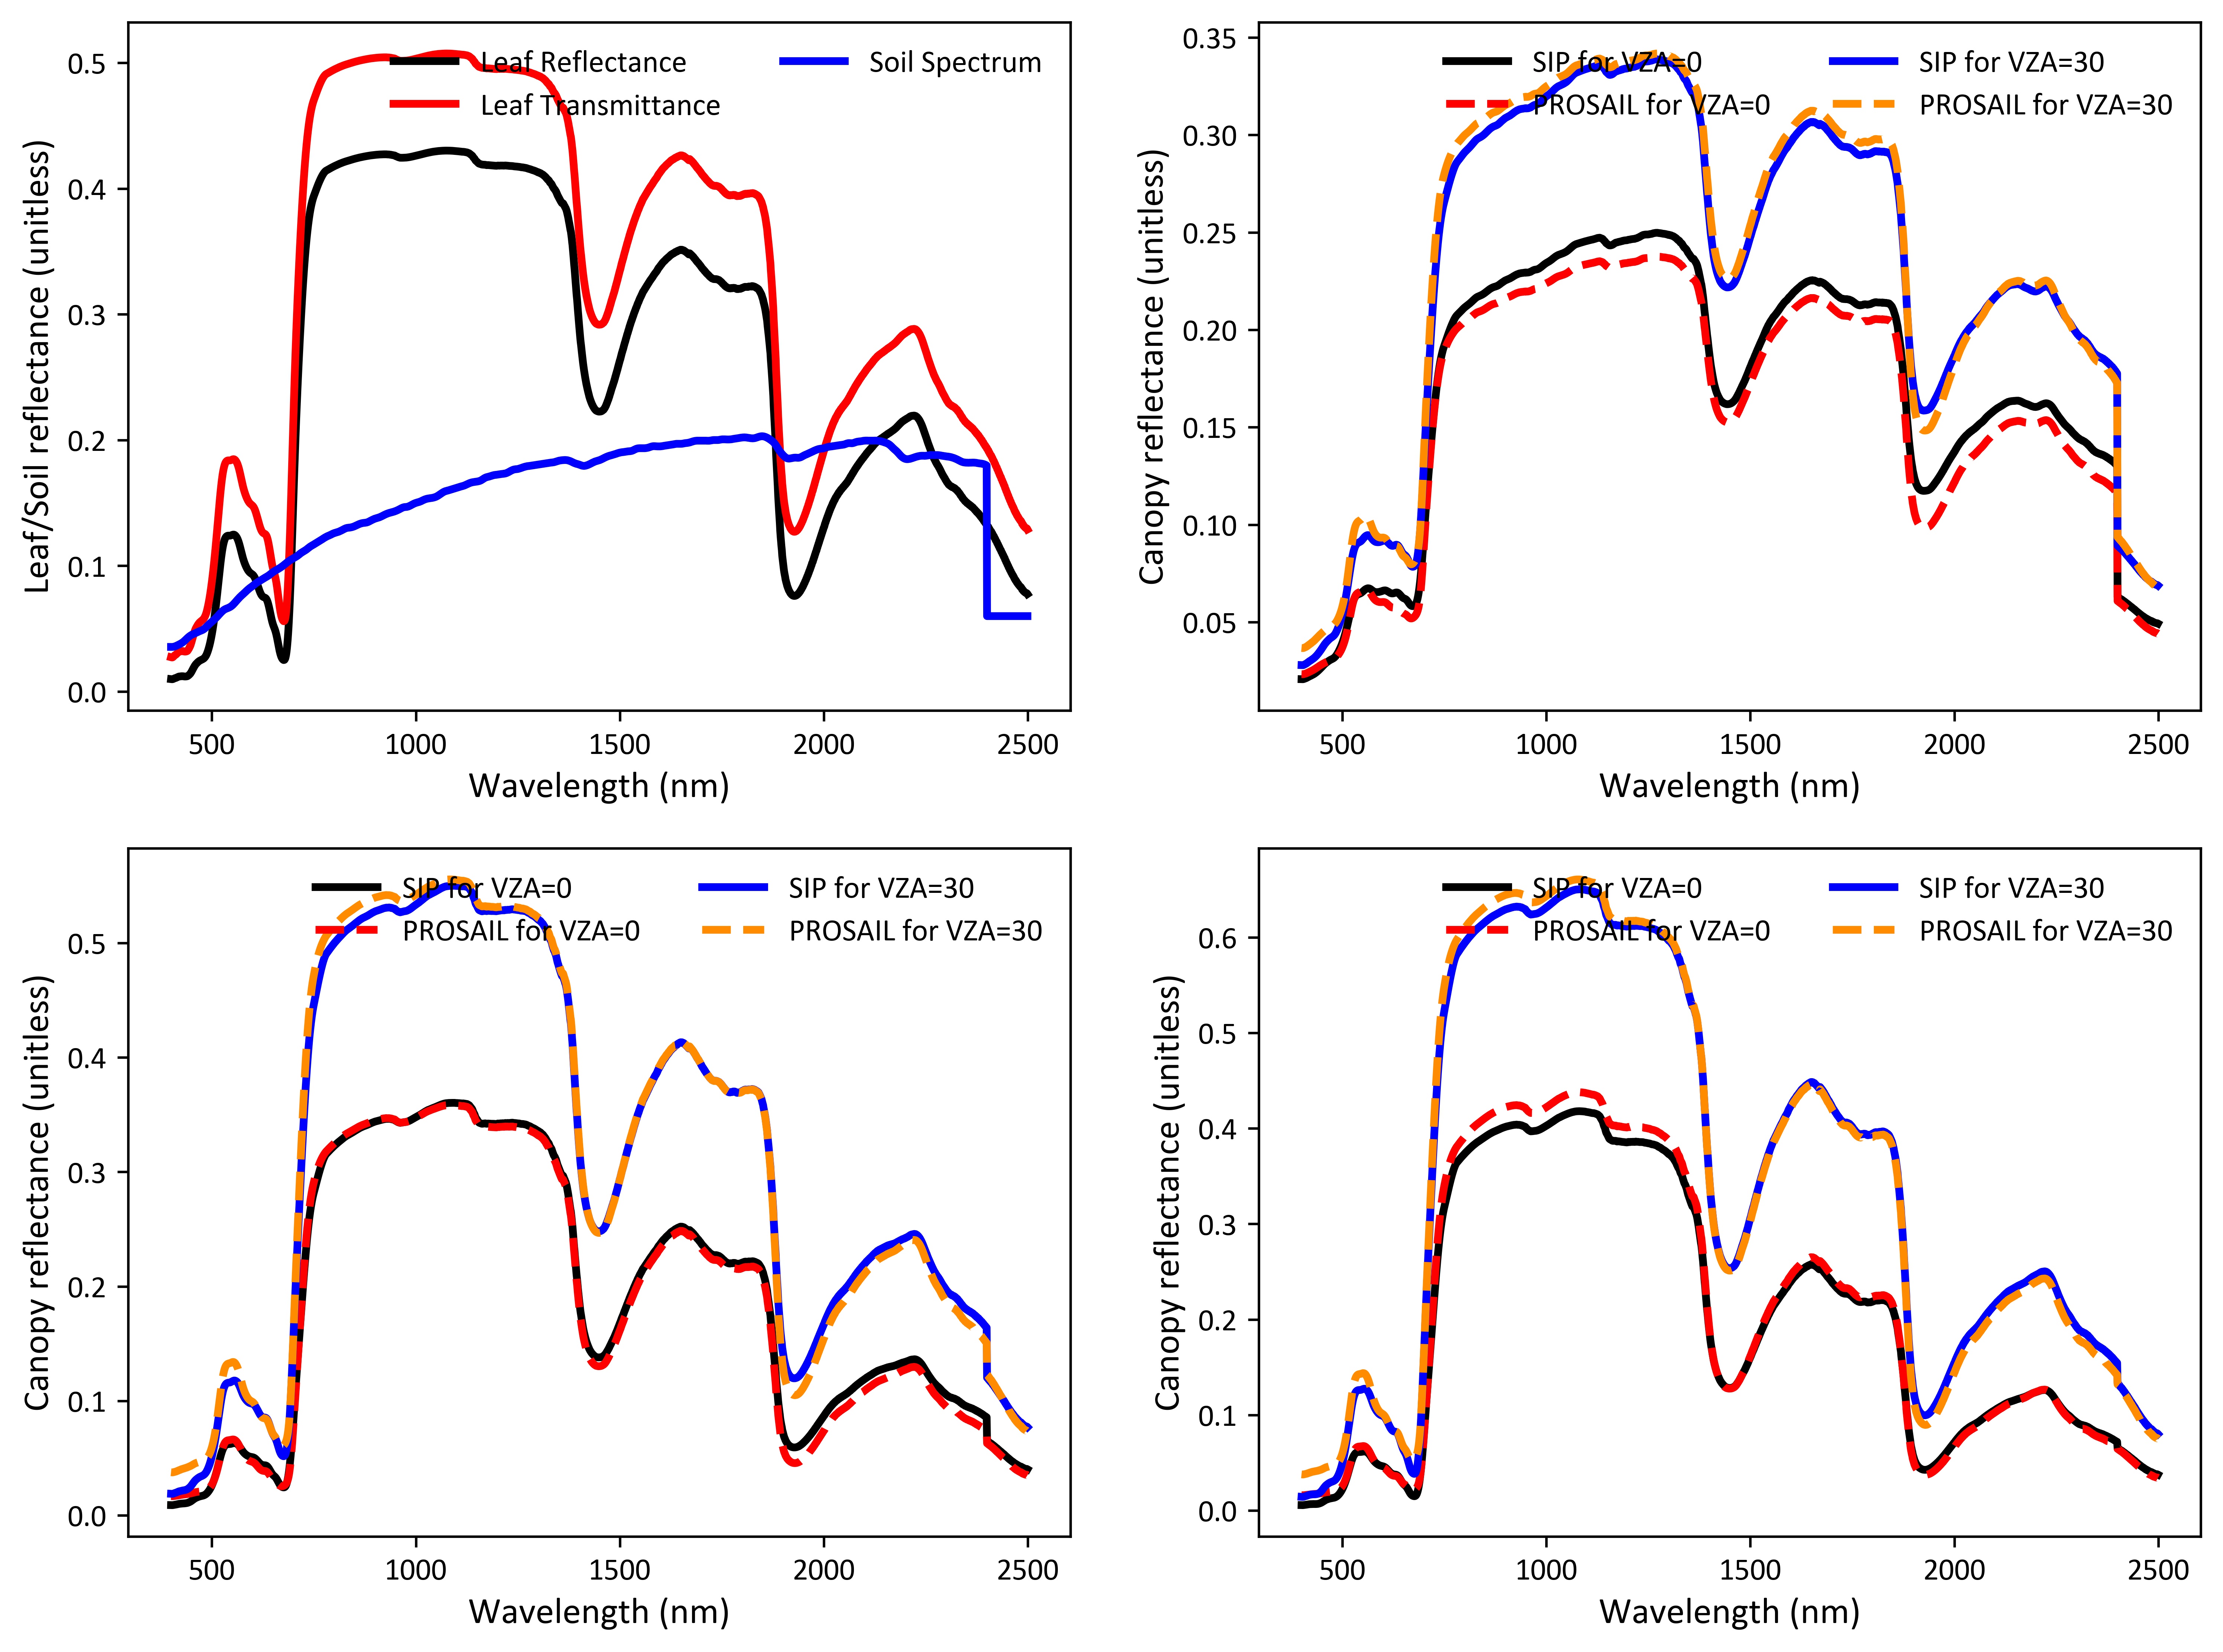 Leaf Reflectance
Leaf Transmittance
Soil Spectrum
Leaf/Soil reflectance (unitless)
0.5
0.4
0.3
0.2
0.1
0.0
500 1000 1500 2000 2500
Wavelength (nm)
SIP for VZA=0
PROSAIL for VZA=0
SIP for VZA=30
PROSAIL for VZA=30
Canopy reflectance (unitless)
0.35
0.30
0.25
0.20
0.15
0.10
0.05
500 1000 1500 2000 2500
Wavelength (nm)
SIP for VZA=0
PROSAIL for VZA=0
SIP for VZA=30
PROSAIL for VZA=30
Canopy reflectance (unitless)
0.5
0.4
0.3
0.2
0.1
0.0
500 1000 1500 2000 2500
Wavelength (nm)
SIP for VZA=0
PROSAIL for VZA=0
SIP for VZA=30
PROSAIL for VZA=30
Canopy reflectance (unitless)
0.6
0.5
0.4
0.3
0.2
0.1
0.0
500 1000 1500 2000 2500
Wavelength (nm)